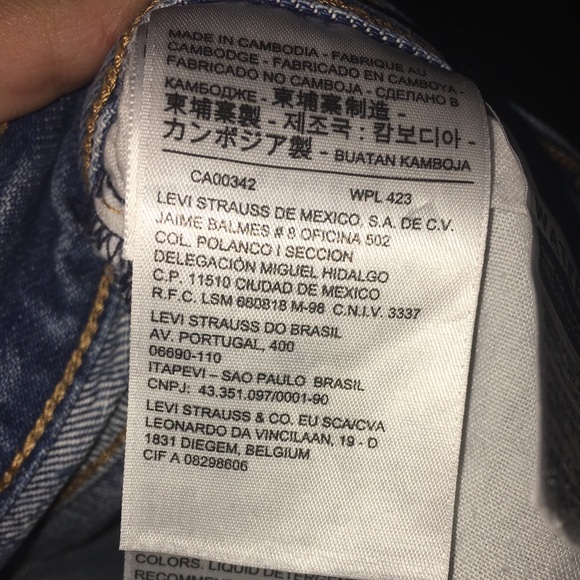 MADE IN CAMBODIA - FABRIQUE AU
CAMBODGE - FABRICADO EN CAMBOYA -
FABRICADO NO CAMBOJA - СДЕЛАНО В
КАМБОДЖЕ - 柬埔寨制造 -
柬埔寨製 - 제조국 : 캄보디아 -
カンボジア製 - BUATAN KAMBOJA
CA00342 WPL 423
LEVI STRAUSS DE MEXICO, S.A. DE C.V.
JAIME BALMES # 8 OFICINA 502
COL. POLANCO I SECCION
DELEGACIÓN MIGUEL HIDALGO
C.P. 11510 CIUDAD DE MEXICO
R.F.C. LSM 680818 M-98 C.N.I.V. 3337
LEVI STRAUSS DO BRASIL
AV. PORTUGAL, 400
06690-110
ITAPEVI – SAO PAULO BRASIL
CNPJ: 43.351.097/0001-90
LEVI STRAUSS & CO. EU SCA/CVA
LEONARDO DA VINCILAAN, 19 - D
1831 DIEGEM, BELGIUM
CIF A 08298606
COLORS. LIQUID